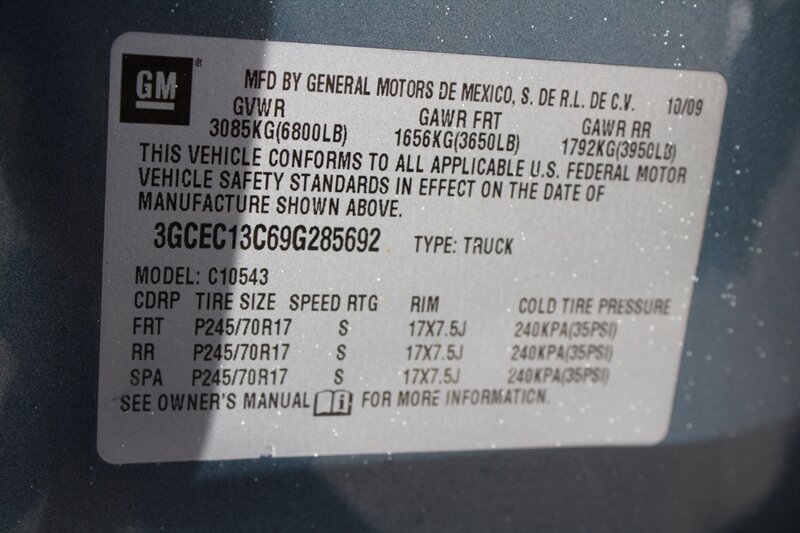 GM ®
MFD BY GENERAL MOTORS DE MEXICO, S. DE R.L. DE C.V. 10/09
GVWR GAWR FRT GAWR RR
3085KG(6800LB) 1656KG(3650LB) 1792KG(3950LB)
THIS VEHICLE CONFORMS TO ALL APPLICABLE U.S. FEDERAL MOTOR
VEHICLE SAFETY STANDARDS IN EFFECT ON THE DATE OF
MANUFACTURE SHOWN ABOVE.
3GCEC13C69G285692 TYPE: TRUCK
MODEL: C10543
CDRP TIRE SIZE SPEED RTG RIM COLD TIRE PRESSURE
FRT P245/70R17 S 17X7.5J 240KPA(35PSI)
RR P245/70R17 S 17X7.5J 240KPA(35PSI)
SPA P245/70R17 S 17X7.5J 240KPA(35PSI)
SEE OWNER'S MANUAL i FOR MORE INFORMATION.